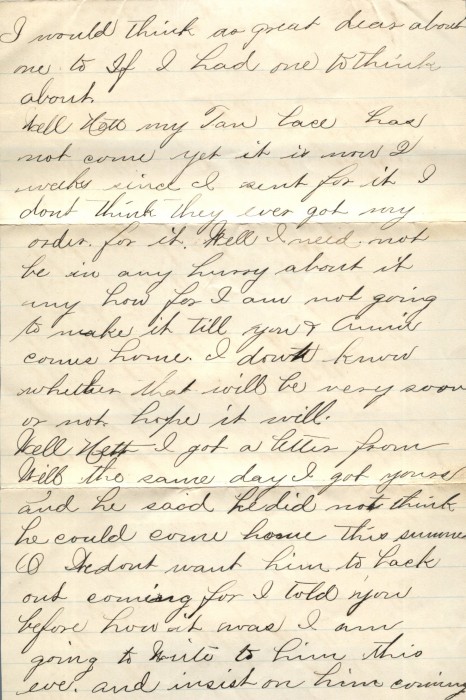 I would think as great deas about
one to If I had one to think
about.
Well Nett my Tan lace has
not come yet it is now 2
weeks since I sent for it I
dont think they ever got my
order. for it. Well I need not
be in any hurry about it
any how for I am not going
to make it till you & Annie
comes home. I dont know
whether that will be very soon
or not. hope it will.
Well Nett I got a letter from
Will the same day I got yours
and he said he did not think
he could come home this summer
O I dont want him to back
out coming for I told you
before how it was I am
going to write to him this
eve. and insist on him coming